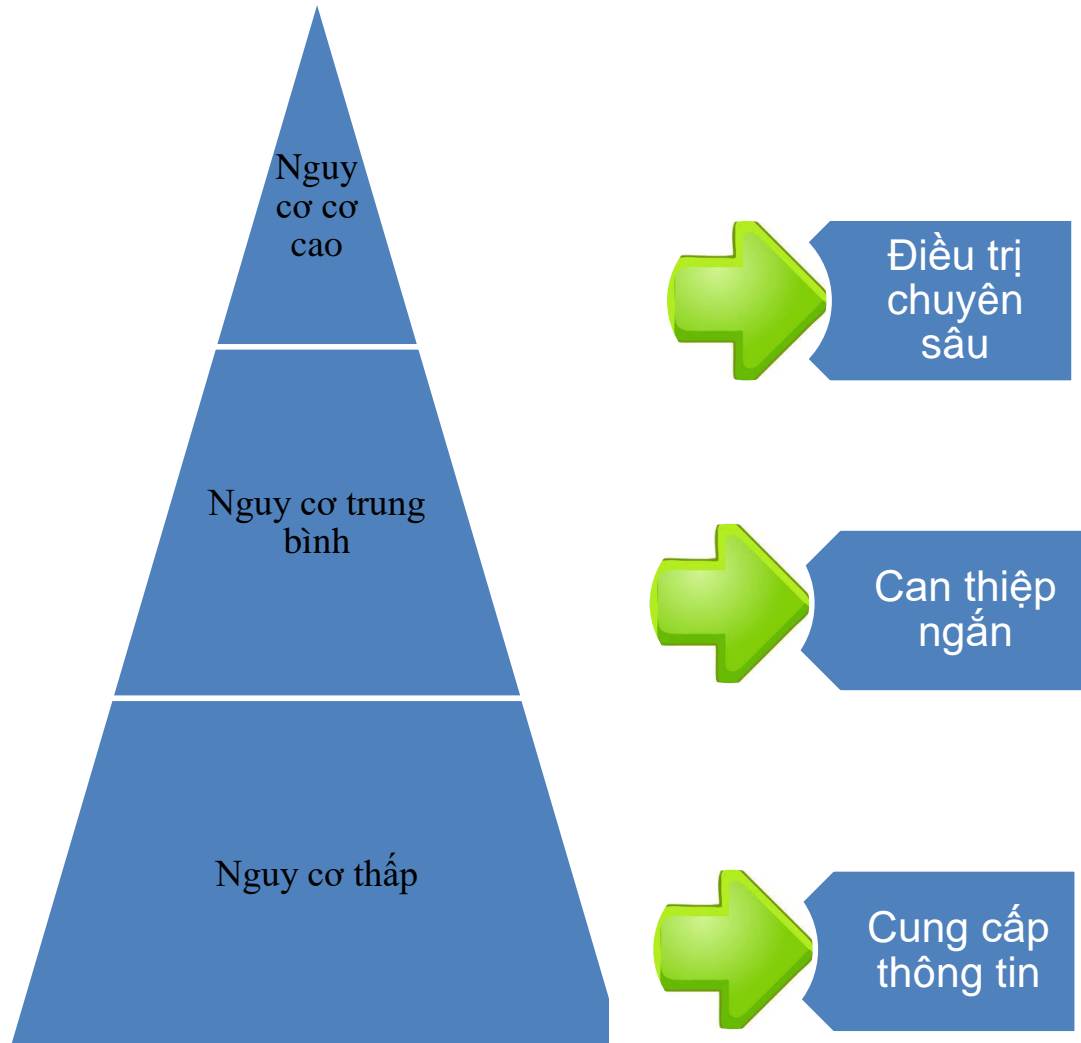 Nguy
cơ cơ
cao
Điều trị
chuyên
sâu
Nguy cơ trung
bình
Can thiệp
ngắn
Nguy cơ thấp
Cung cấp
thông tin